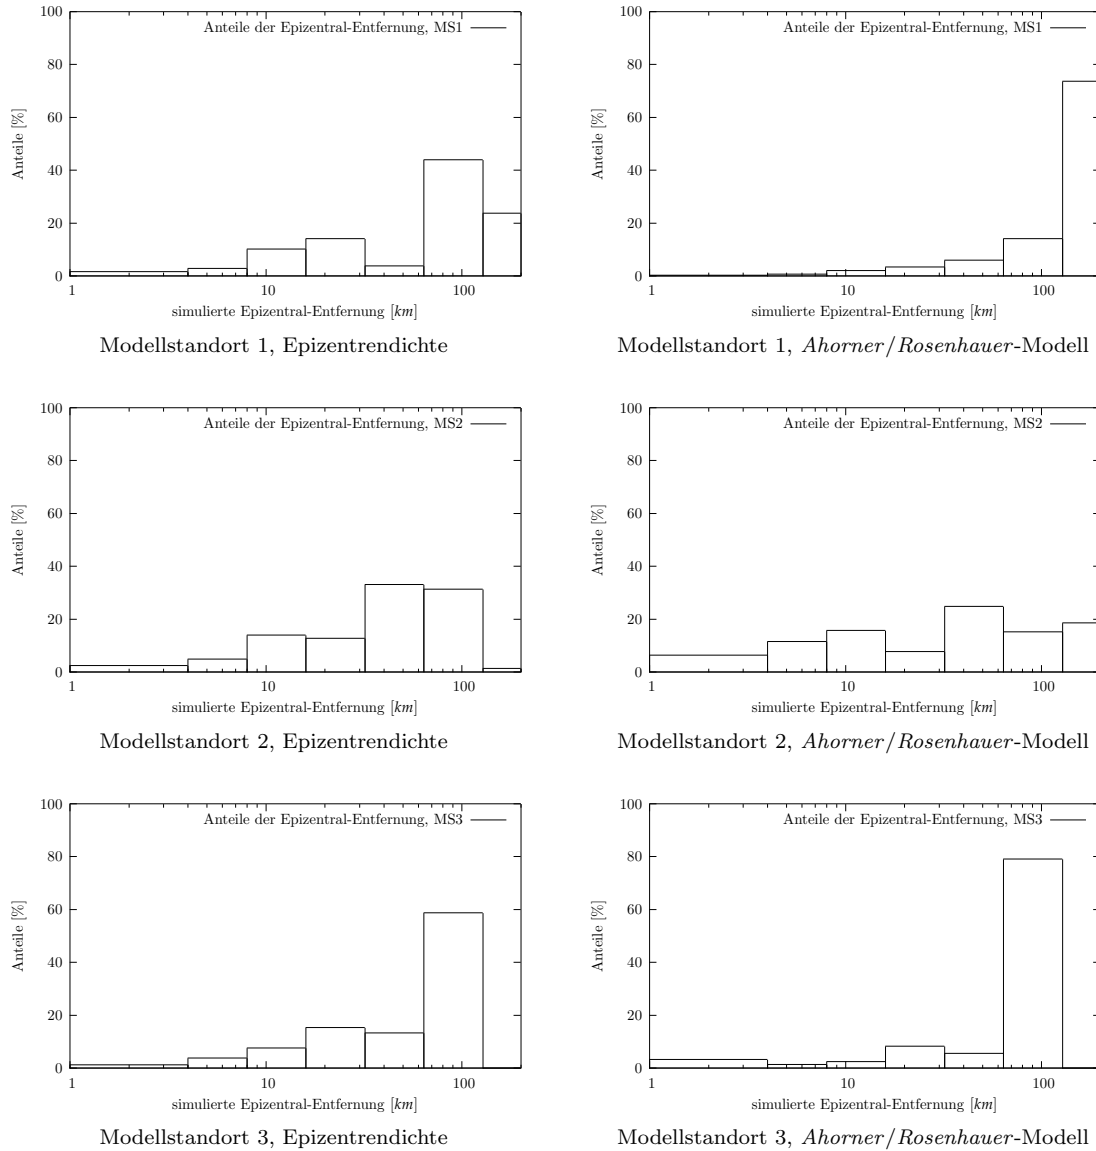 Anteile der Epizentral-Entfernung, MS1
100
80
60
40
20
0
Anteile [%]
1 10 100
simulierte Epizentral-Entfernung [km]
Modellstandort 1, Epizentrendichte
Anteile der Epizentral-Entfernung, MS1
100
80
60
40
20
0
Anteile [%]
1 10 100
simulierte Epizentral-Entfernung [km]
Modellstandort 1, Ahorner/Rosenhauer-Modell
Anteile der Epizentral-Entfernung, MS2
100
80
60
40
20
0
Anteile [%]
1 10 100
simulierte Epizentral-Entfernung [km]
Modellstandort 2, Epizentrendichte
Anteile der Epizentral-Entfernung, MS2
100
80
60
40
20
0
Anteile [%]
1 10 100
simulierte Epizentral-Entfernung [km]
Modellstandort 2, Ahorner/Rosenhauer-Modell
Anteile der Epizentral-Entfernung, MS3
100
80
60
40
20
0
Anteile [%]
1 10 100
simulierte Epizentral-Entfernung [km]
Modellstandort 3, Epizentrendichte
Anteile der Epizentral-Entfernung, MS3
100
80
60
40
20
0
Anteile [%]
1 10 100
simulierte Epizentral-Entfernung [km]
Modellstandort 3, Ahorner/Rosenhauer-Modell